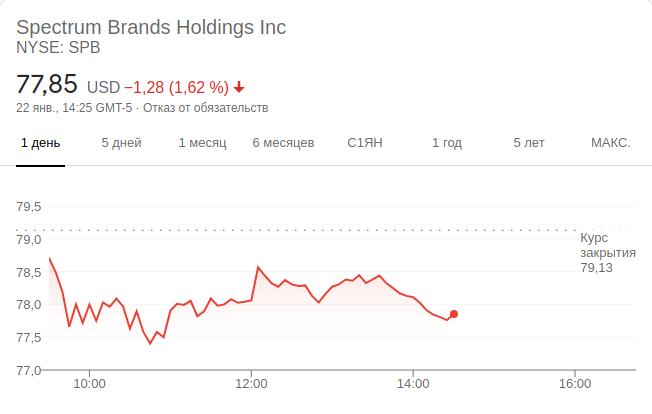 Spectrum Brands Holdings Inc
NYSE: SPB
77,85 USD −1,28 (1,62 %)
22 янв., 14:25 GMT-5 · Отказ от обязательств
1 день 5 дней 1 месяц 6 месяцев С1ЯН 1 год 5 лет МАКС.
79,5
79,0
78,5
78,0
77,5
77,0
Курс
закрытия
79,13
10:00 12:00 14:00 16:00